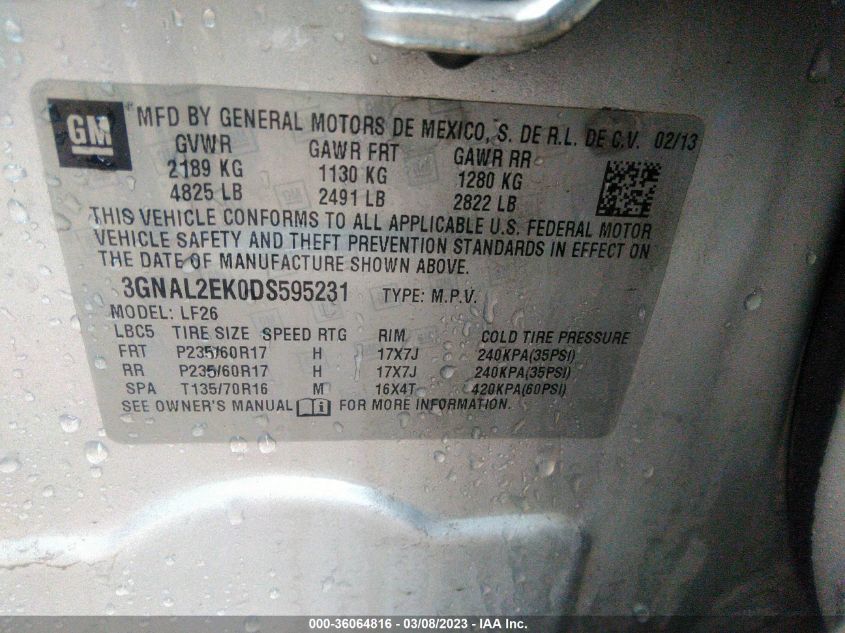 GM MFD BY GENERAL MOTORS DE MEXICO, S. DE R.L. DE C.V. 02/13
GVWR GAWR FRT GAWR RR
2189 KG 1130 KG 1280 KG
4825 LB 2491 LB 2822 LB
THIS VEHICLE CONFORMS TO ALL APPLICABLE U.S. FEDERAL MOTOR
VEHICLE SAFETY AND THEFT PREVENTION STANDARDS IN EFFECT ON
THE DATE OF MANUFACTURE SHOWN ABOVE.
3GNAL2EK0DS595231 TYPE: M.P.V.
MODEL: LF26
LBC5 TIRE SIZE SPEED RTG RIM COLD TIRE PRESSURE
FRT P235/60R17 H 17X7J 240KPA(35PSI)
RR P235/60R17 H 17X7J 240KPA(35PSI)
SPA T135/70R16 M 16X4T 420KPA(60PSI)
SEE OWNER'S MANUAL FOR MORE INFORMATION.
000-36064816 - 03/08/2023 - IAA Inc.